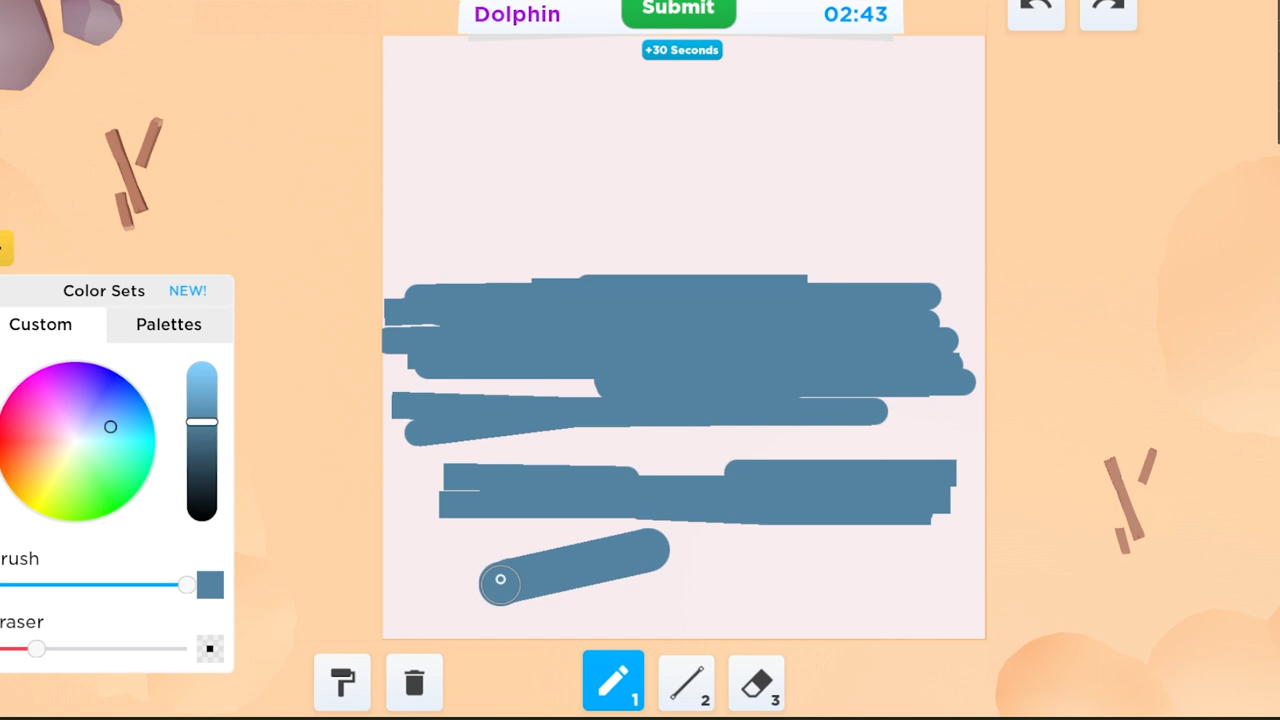 Dolphin
Submit
02:43
+30 Seconds
Color Sets NEW!
Custom
Palettes
rush
raser
1
2
3